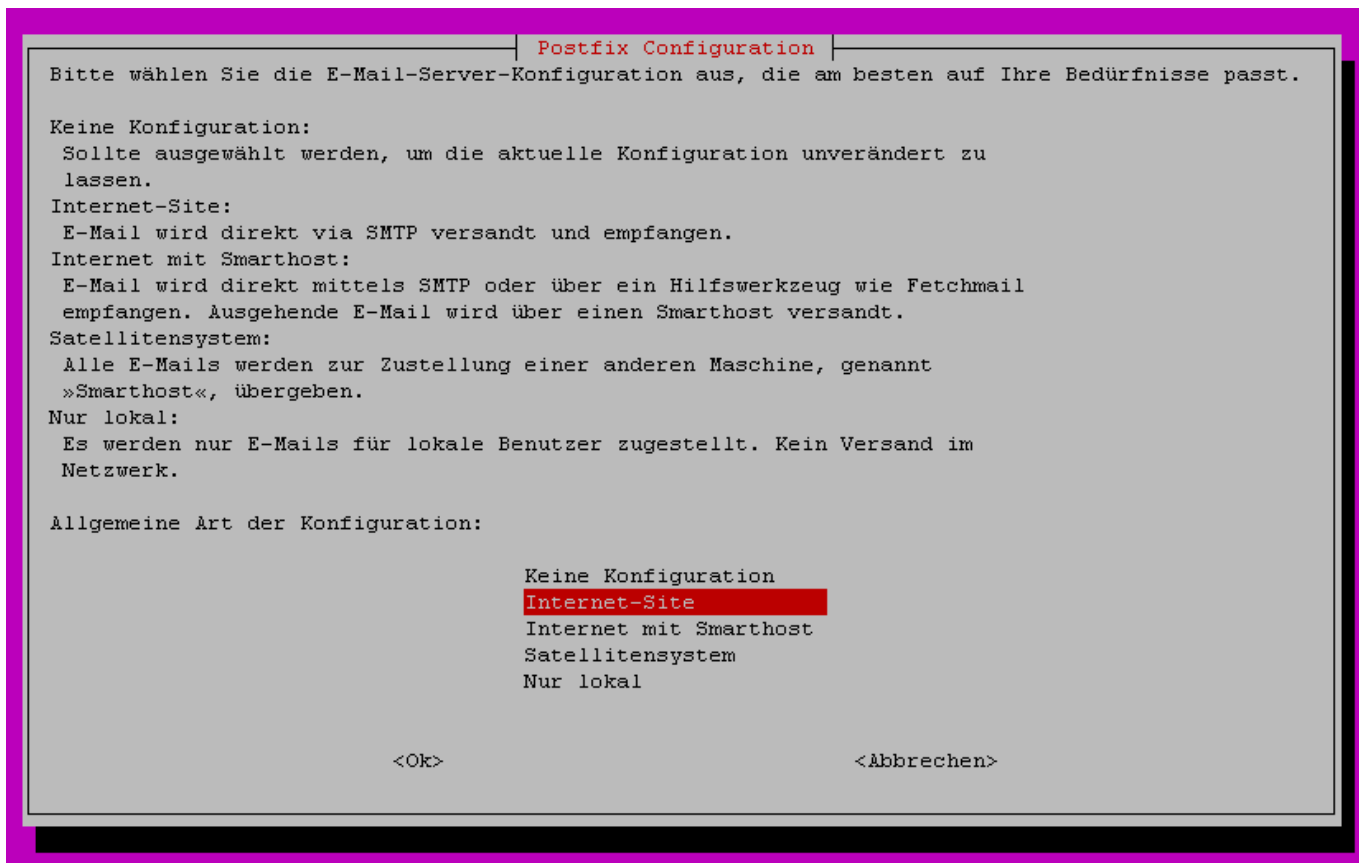 Postfix Configuration
Bitte wählen Sie die E-Mail-Server-Konfiguration aus, die am besten auf Ihre Bedürfnisse passt.
Keine Konfiguration:
Sollte ausgewählt werden, um die aktuelle Konfiguration unverändert zu
lassen.
Internet-Site:
E-Mail wird direkt via SMTP versandt und empfangen.
Internet mit Smarthost:
E-Mail wird direkt mittels SMTP oder über ein Hilfswerkzeug wie Fetchmail
empfangen. Ausgehende E-Mail wird über einen Smarthost versandt.
Satellitensystem:
Alle E-Mails werden zur Zustellung einer anderen Maschine, genannt
»Smarthost«, übergeben.
Nur lokal:
Es werden nur E-Mails für lokale Benutzer zugestellt. Kein Versand im
Netzwerk.
Allgemeine Art der Konfiguration:
Keine Konfiguration
Internet-Site
Internet mit Smarthost
Satellitensystem
Nur lokal
<Ok> <Abbrechen>